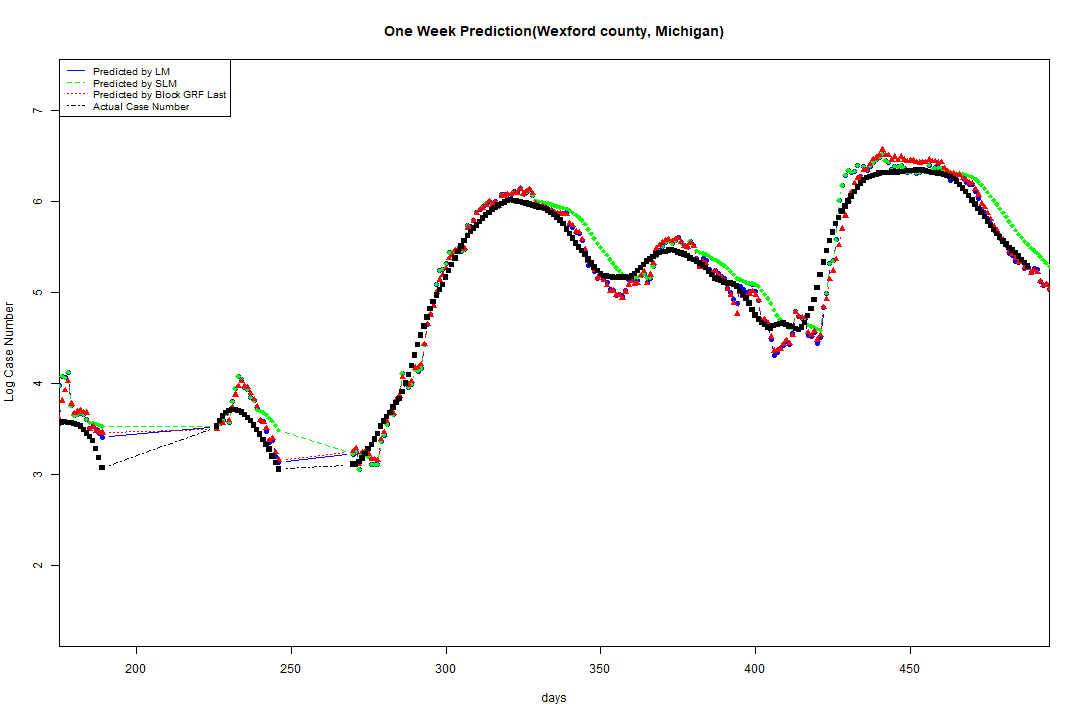 One Week Prediction(Wexford county, Michigan)
Predicted by LM
Predicted by SLM
Predicted by Block GRF Last
Actual Case Number
7
6
5
4
3
2
Log Case Number
200 250 300 350 400 450
days